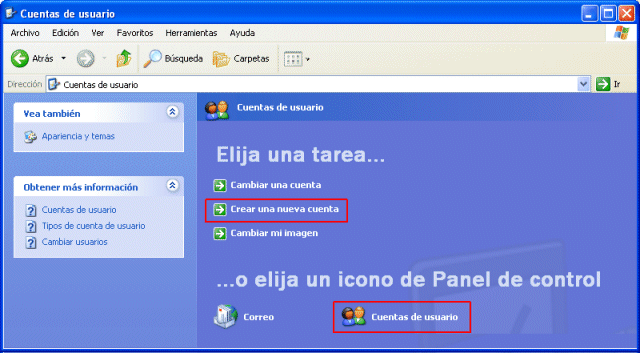 Cuentas de usuario
Archivo Edición Ver Favoritos Herramientas Ayuda
Atrás Búsqueda Carpetas
Dirección Cuentas de usuario Ir
Vea también
Apariencia y temas
Obtener más información
Cuentas de usuario
Tipos de cuenta de usuario
Cambiar usuarios
Cuentas de usuario
Elija una tarea...
Cambiar una cuenta
Crear una nueva cuenta
Cambiar mi imagen
...o elija un icono de Panel de control
Correo Cuentas de usuario